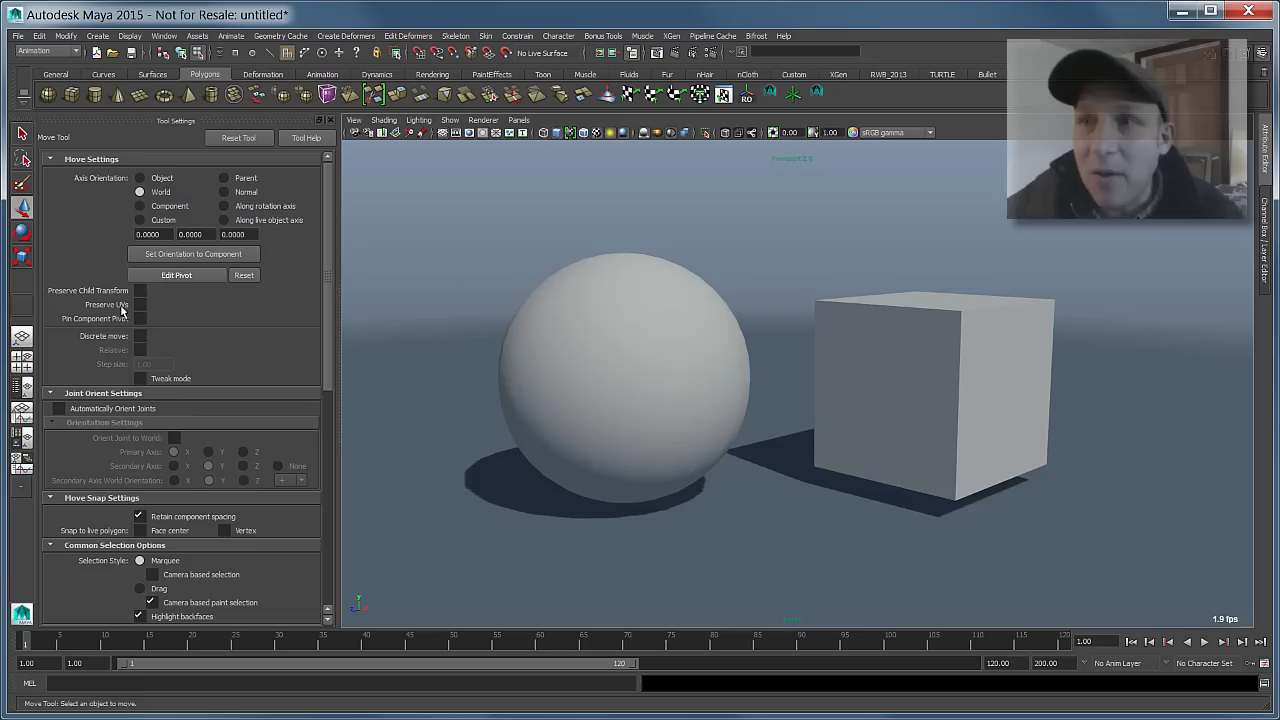 Autodesk Maya 2015 - Not for Resale: untitled*
File Edit Modify Create Display Window Assets Animate Geometry Cache Create Deformers Edit Deformers Skeleton Skin Constrain Character Bonus Tools Muscle XGen Pipeline Cache Bifrost Help
Animation
No Live Surface
General Curves Surfaces Polygons Deformation Animation Dynamics Rendering PaintEffects Toon Muscle Fluids Fur nHair nCloth Custom XGen RWB_2013 TURTLE Bullet
Tool Settings
Move Tool
Reset Tool
Tool Help
Move Settings
Axis Orientation: Object Parent
World Normal
Component Along rotation axis
Custom Along live object axis
0.0000 0.0000 0.0000
Set Orientation to Component
Edit Pivot Reset
Preserve Child Transform
Preserve UVs
Pin Component Pivot:
Discrete move:
Relative:
Step size: 1.00
Tweak mode
Joint Orient Settings
Automatically Orient Joints
Orientation Settings
Orient Joint to World:
Primary Axis: X Y Z
Secondary Axis: X Y Z None
Secondary Axis World Orientation: X Y Z +
Move Snap Settings
Retain component spacing
Snap to live polygon: Face center Vertex
Common Selection Options
Selection Style: Marquee
Camera based selection
Drag
Camera based paint selection
Highlight backfaces
View Shading Lighting Show Renderer Panels
0.00 1.00 sRGB gamma
Viewport 2.0
RO
Attribute Editor
Channel Box / Layer Editor
y
x
z
persp
1.9 fps
MAYA
1 5 10 15 20 25 30 35 40 45 50 55 60 65 70 75 80 85 90 95 100 105 110 115 120
1.00
1.00 1.00 1 120 120.00 200.00 No Anim Layer No Character Set
MEL
Move Tool: Select an object to move.